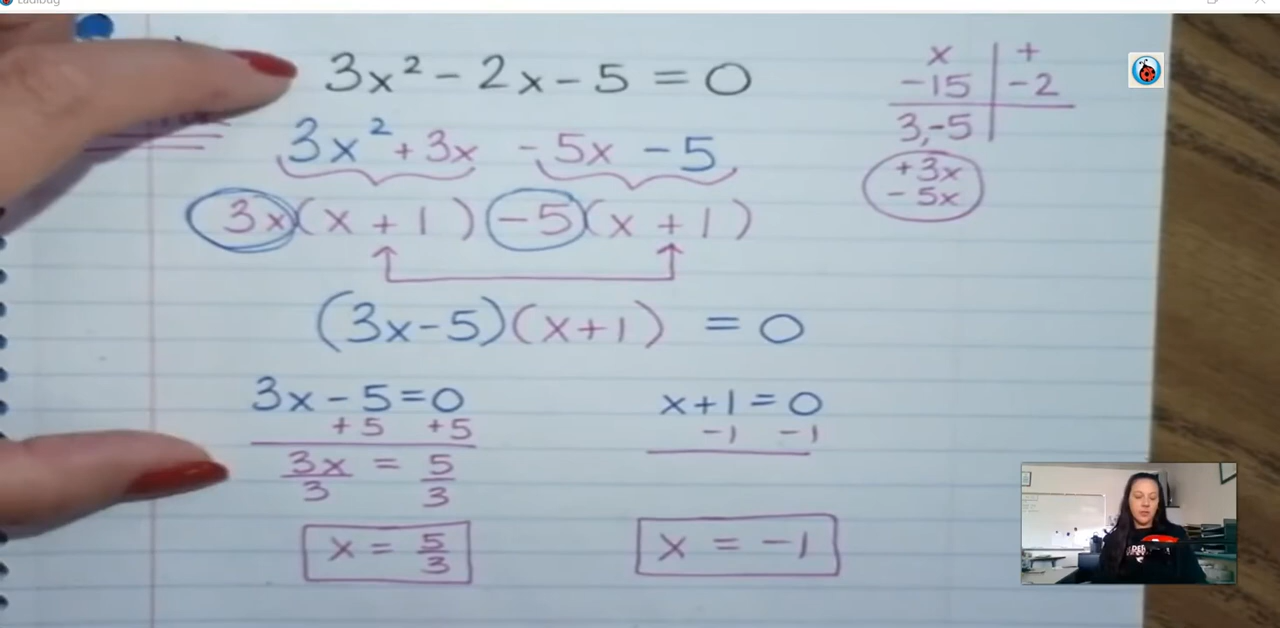 Ladibug
3x² - 2x - 5 = 0
3x² + 3x - 5x - 5
3x(x + 1) -5(x + 1)
(3x-5)(x+1) = 0
3x - 5 = 0
+5 +5
3x = 5
3 3
x = 5/3
x + 1 = 0
-1 -1
x = -1
x +
-15 -2
3,-5
+3x
-5x